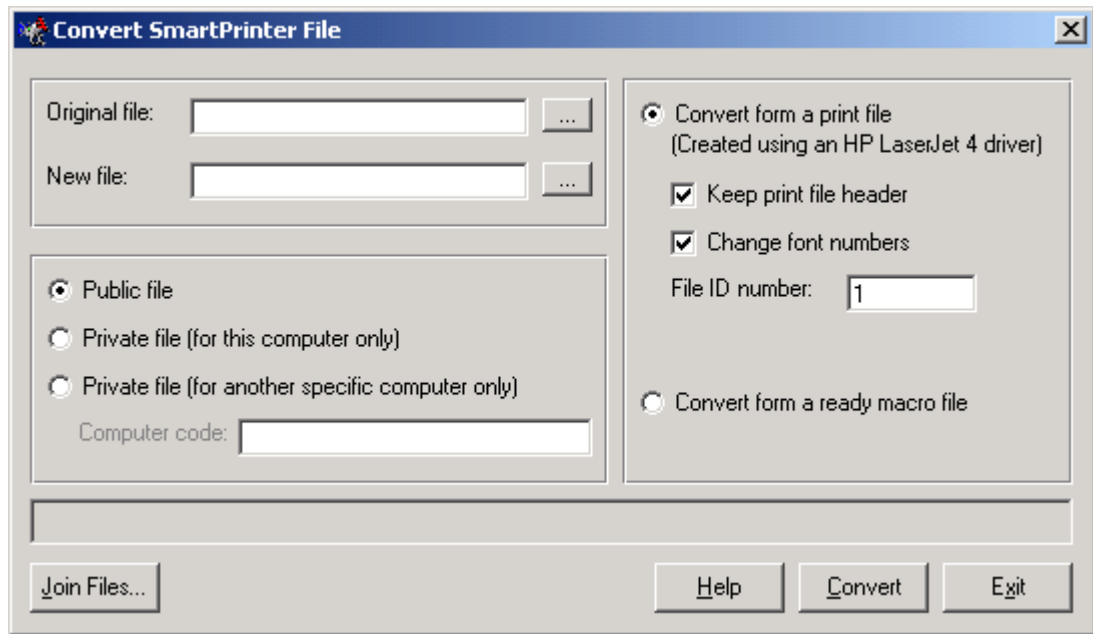 Convert SmartPrinter File
Original file:
...
New file:
...
Public file
Private file (for this computer only)
Private file (for another specific computer only)
Computer code:
Convert form a print file
(Created using an HP LaserJet 4 driver)
Keep print file header
Change font numbers
File ID number: 1
Convert form a ready macro file
Join Files...
Help
Convert
Exit